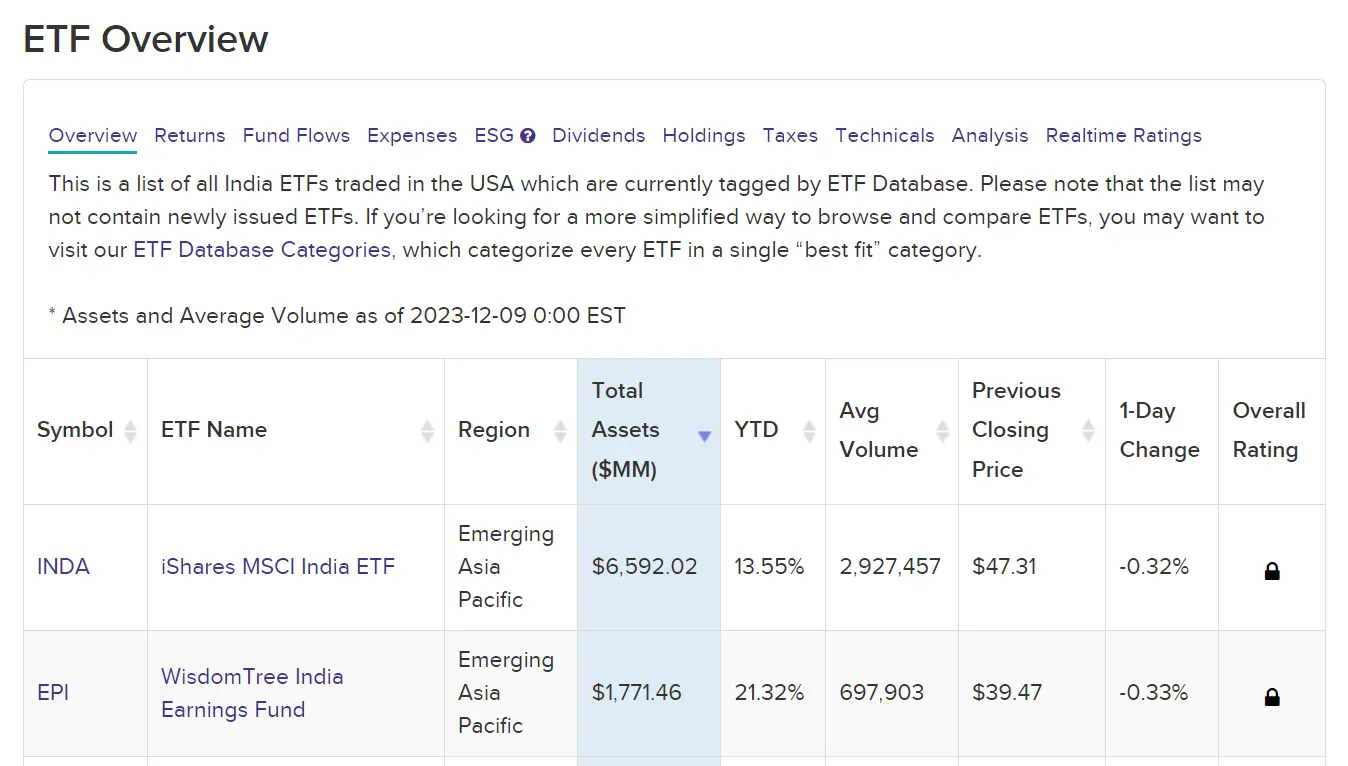 ETF Overview
Overview Returns Fund Flows Expenses ESG ? Dividends Holdings Taxes Technicals Analysis Realtime Ratings
This is a list of all India ETFs traded in the USA which are currently tagged by ETF Database. Please note that the list may
not contain newly issued ETFs. If you’re looking for a more simplified way to browse and compare ETFs, you may want to
visit our ETF Database Categories, which categorize every ETF in a single “best fit” category.
* Assets and Average Volume as of 2023-12-09 0:00 EST
Symbol
ETF Name
Region
Total
Assets
($MM)
YTD
Avg
Volume
Previous
Closing
Price
1-Day
Change
Overall
Rating
INDA
iShares MSCI India ETF
Emerging
Asia
Pacific
$6,592.02
13.55%
2,927,457
$47.31
-0.32%
EPI
WisdomTree India
Earnings Fund
Emerging
Asia
Pacific
$1,771.46
21.32%
697,903
$39.47
-0.33%